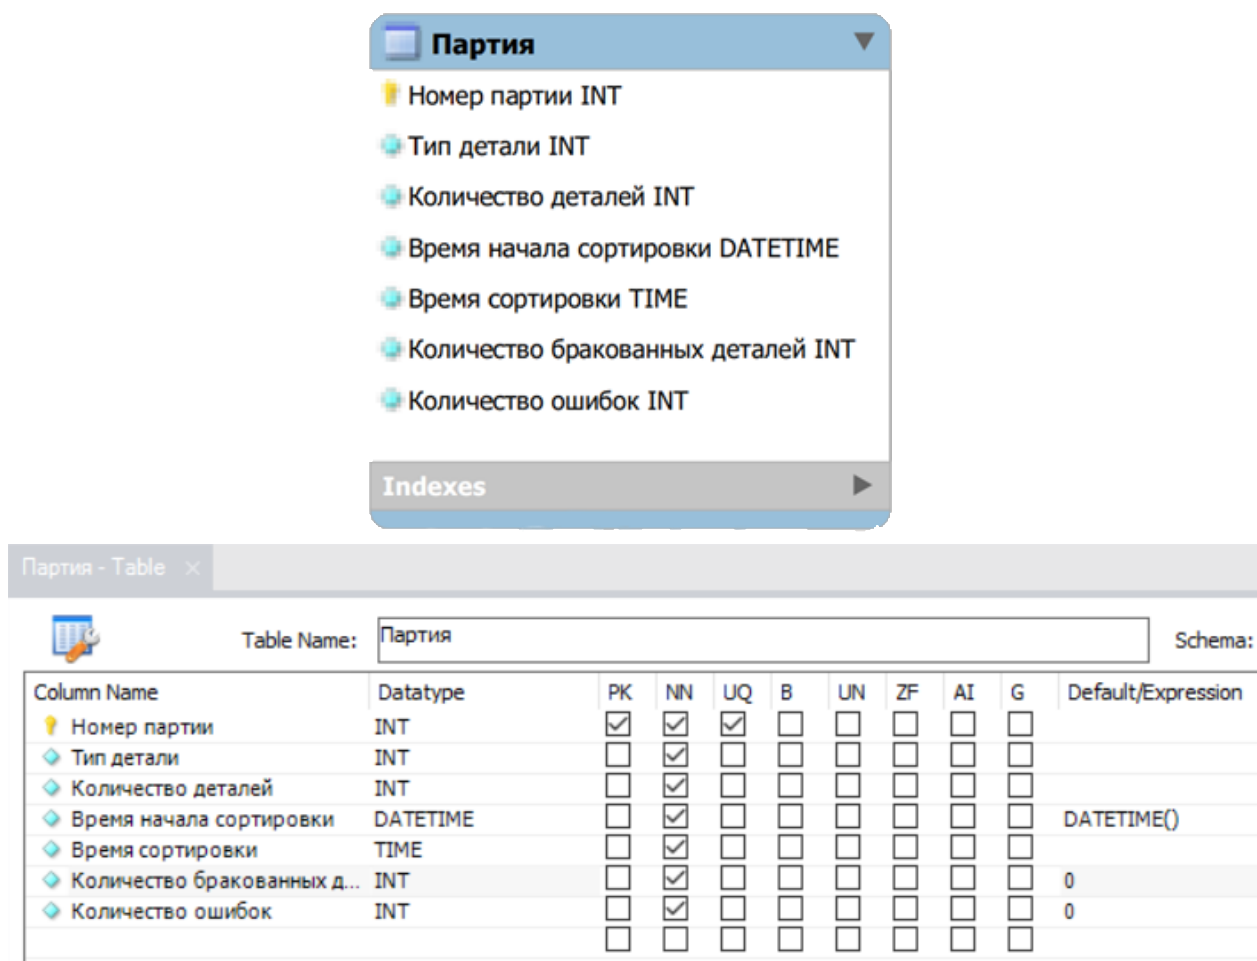 Партия
Номер партии INT
Тип детали INT
Количество деталей INT
Время начала сортировки DATETIME
Время сортировки TIME
Количество бракованных деталей INT
Количество ошибок INT
Indexes
Партия - Table ×
Table Name: Партия Schema:
Column Name Datatype PK NN UQ B UN ZF AI G Default/Expression
Номер партии INT
Тип детали INT
Количество деталей INT
Время начала сортировки DATETIME DATETIME()
Время сортировки TIME
Количество бракованных д... INT 0
Количество ошибок INT 0